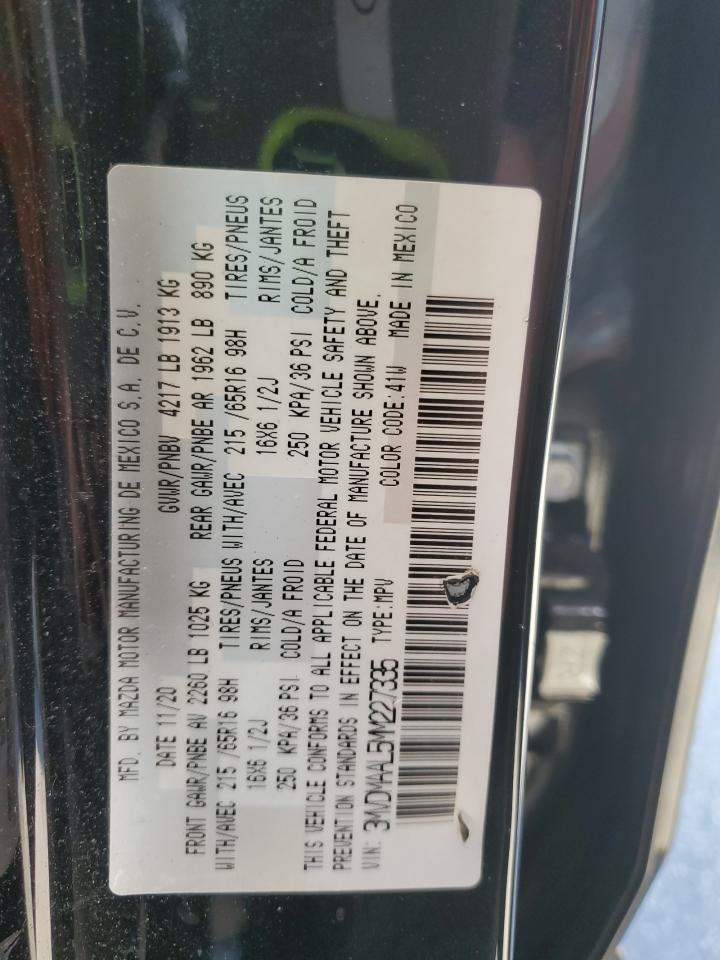 MFD. BY MAZDA MOTOR MANUFACTURING DE MEXICO S.A. DE C.V.
DATE 11/20 GVWR/PNBV 4217 LB 1913 KG
FRONT GAWR/PNBE AV 2260 LB 1025 KG REAR GAWR/PNBE AR 1962 LB 890 KG
WITH/AVEC 215 /65R16 98H TIRES/PNEUS WITH/AVEC 215 /65R16 98H TIRES/PNEUS
16X6 1/2J RIMS/JANTES 16X6 1/2J RIMS/JANTES
250 KPA/36 PSI COLD/A FROID 250 KPA/36 PSI COLD/A FROID
THIS VEHICLE CONFORMS TO ALL APPLICABLE FEDERAL MOTOR VEHICLE SAFETY AND THEFT
PREVENTION STANDARDS IN EFFECT ON THE DATE OF MANUFACTURE SHOWN ABOVE.
VIN: 3MVDMAAL5MM227335 TYPE:MPV COLOR CODE:41W MADE IN MEXICO